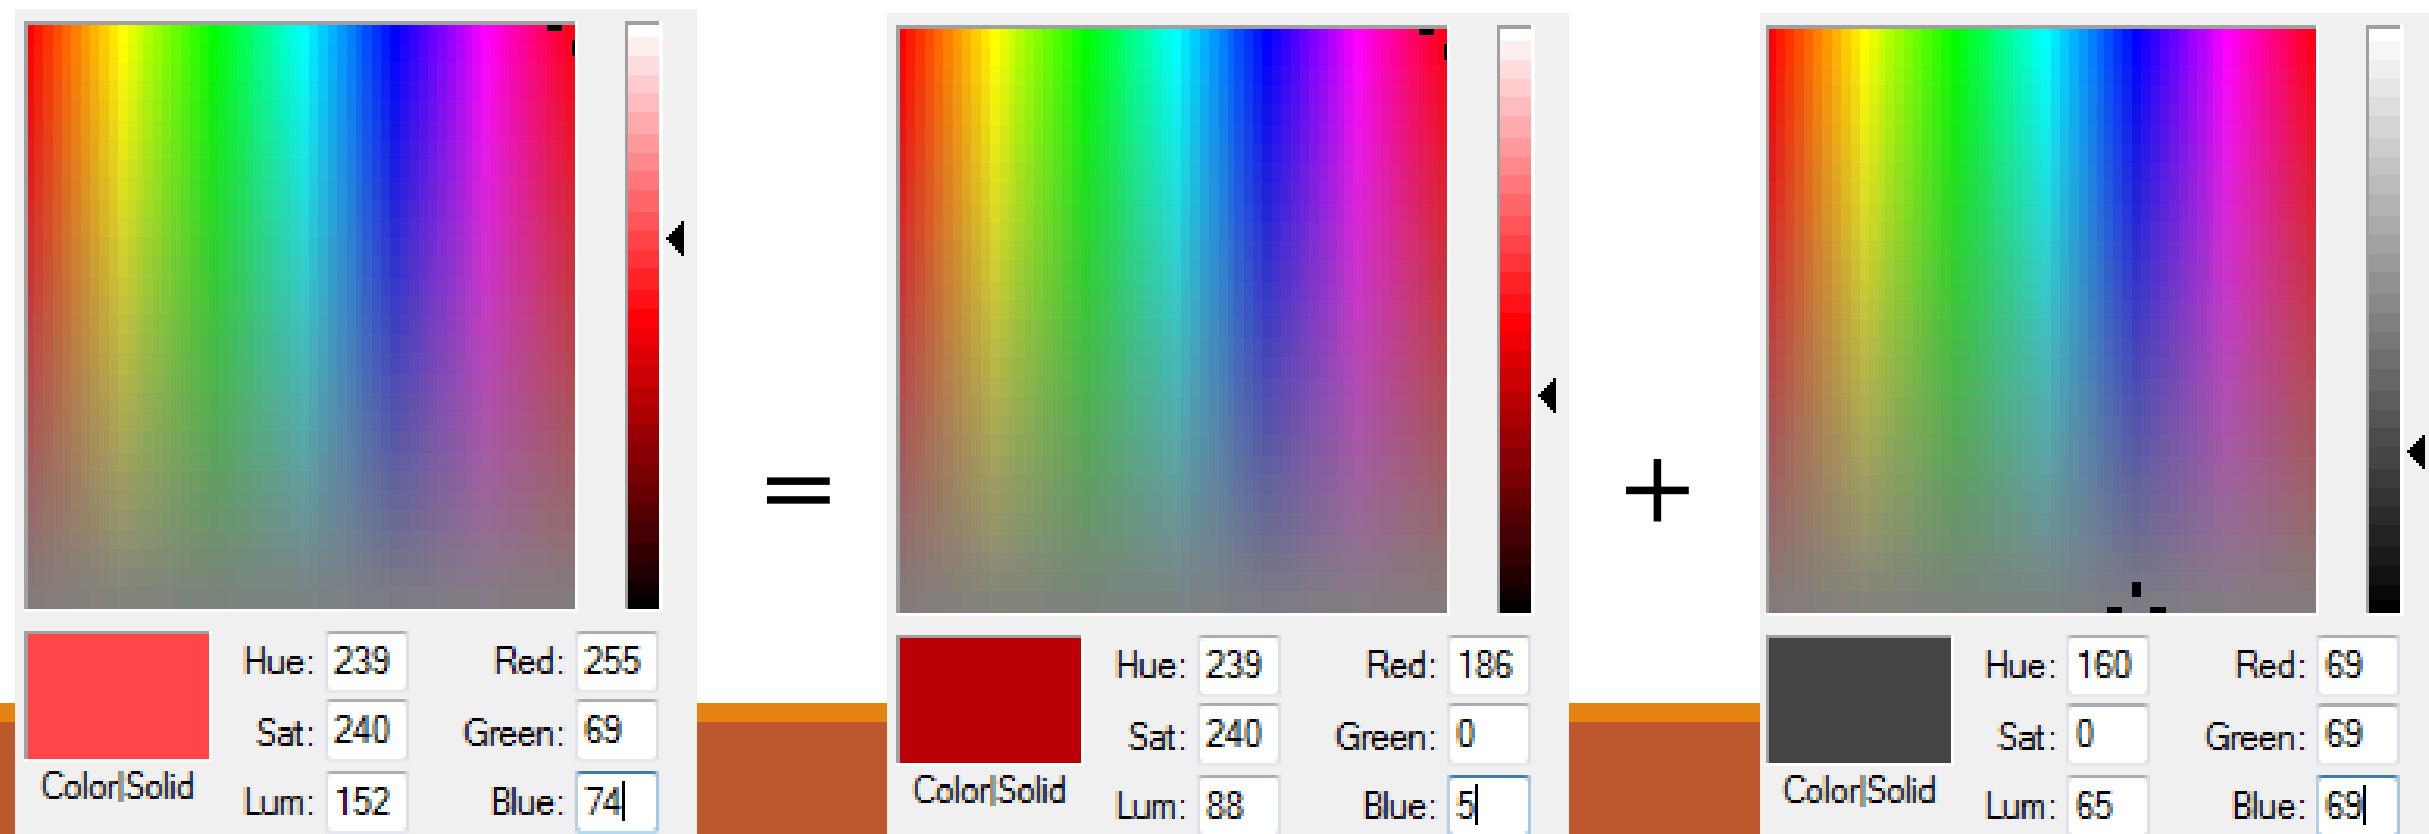 Hue: 239 Red: 255
Sat: 240 Green: 69
Color|Solid
Lum: 152 Blue: 74
=
Hue: 239 Red: 186
Sat: 240 Green: 0
Color|Solid
Lum: 88 Blue: 5
+
Hue: 160 Red: 69
Sat: 0 Green: 69
Color|Solid
Lum: 65 Blue: 69